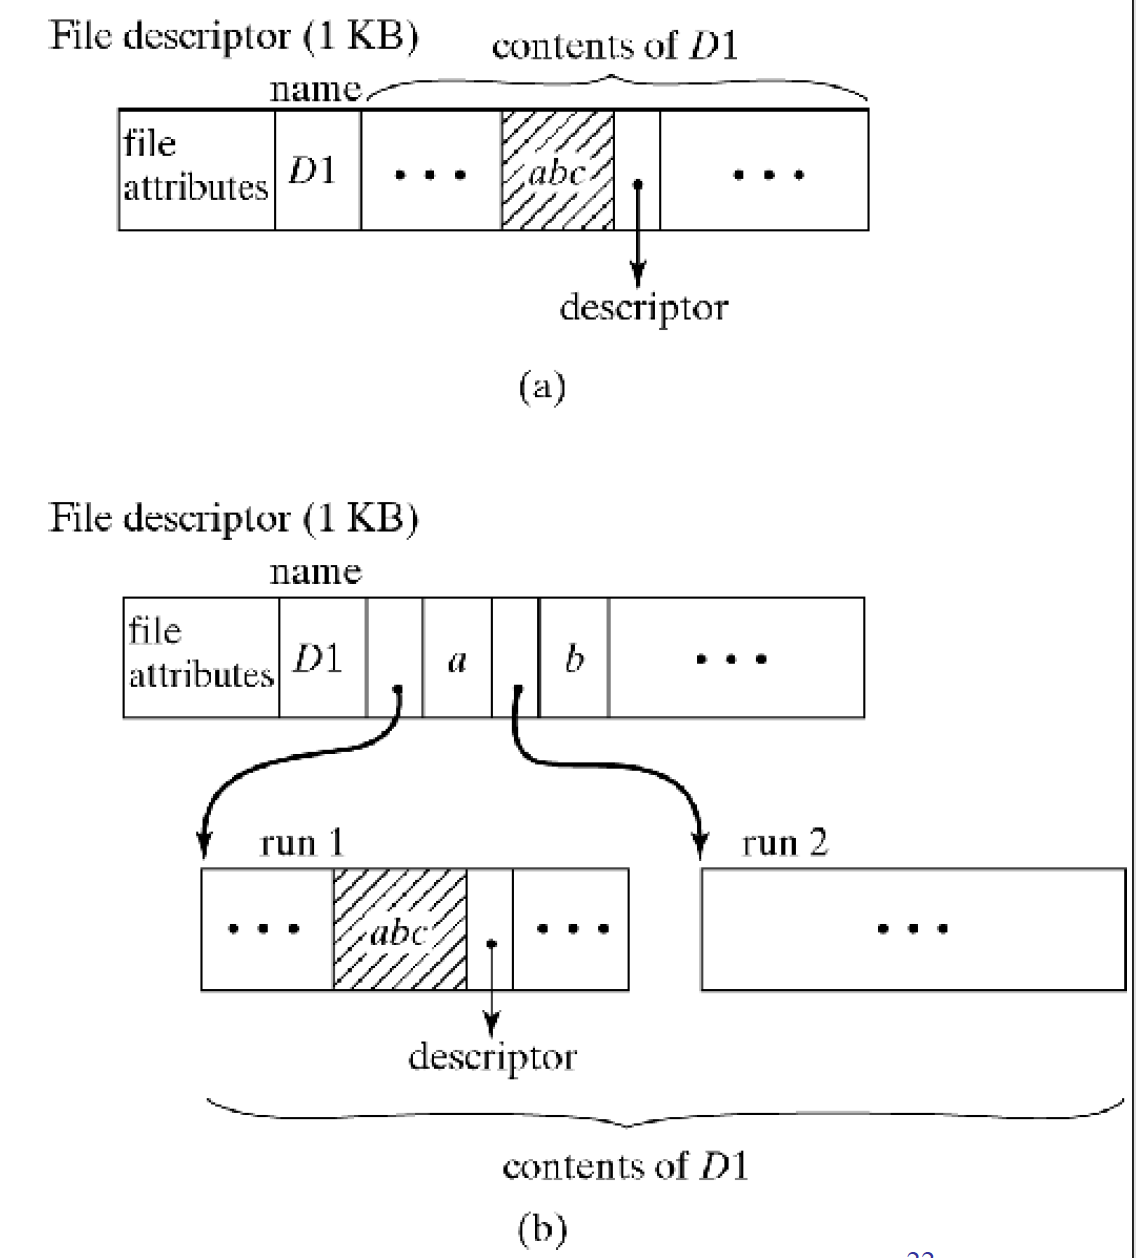 File descriptor (1 KB)
contents of D1
name
file
attributes
D1
• • •
abc
• • •
descriptor
(a)
File descriptor (1 KB)
name
file
attributes
D1
a
b
• • •
run 1
run 2
• • •
abc
• • •
• • •
descriptor
contents of D1
(b)